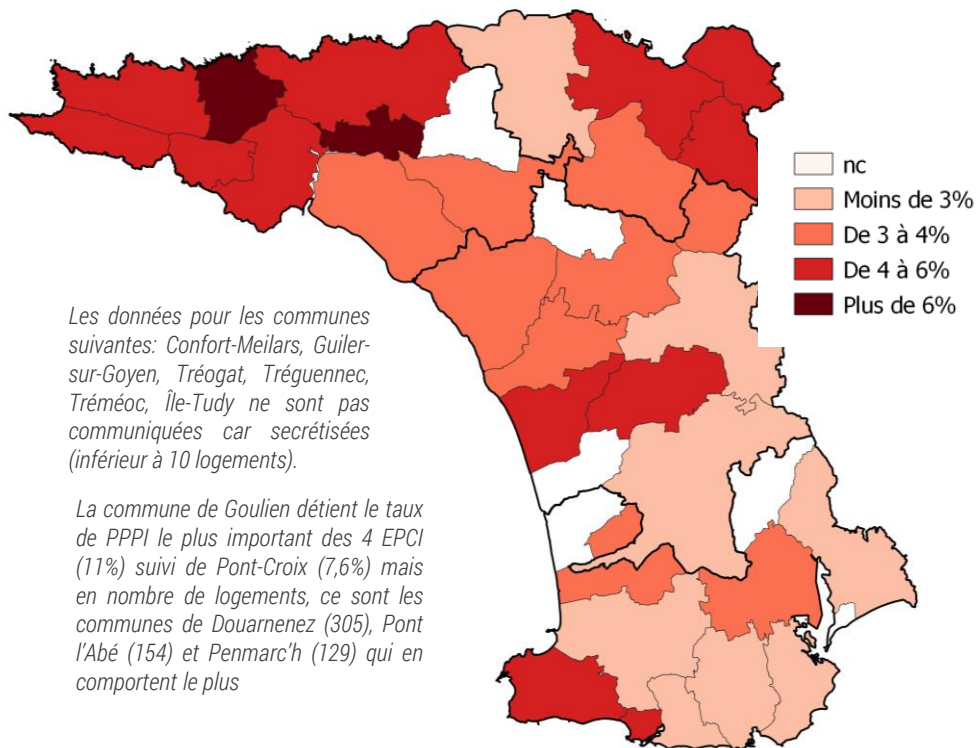 nc
Moins de 3%
De 3 à 4%
De 4 à 6%
Plus de 6%
Les données pour les communes
suivantes: Confort-Meilars, Guiler-
sur-Goyen, Tréogat, Tréguennec,
Tréméoc, Île-Tudy ne sont pas
communiquées car secrétisées
(inférieur à 10 logements).
La commune de Goulien détient le taux
de PPPI le plus important des 4 EPCI
(11%) suivi de Pont-Croix (7,6%) mais
en nombre de logements, ce sont les
communes de Douarnenez (305), Pont
l'Abé (154) et Penmarc'h (129) qui en
comportent le plus